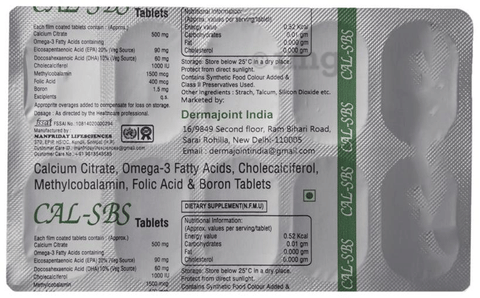 Tablets
CAL-SBS
Each film coated tablets contain : (Approx.)
Calcium Citrate 500 mg
Omega-3 Fatty Acids containing
Eicosapentaenoic Acid (EPA) 20% (Veg Source) 90 mg
Docosahexaenoic Acid (DHA) 10% (Veg Source) 60 mg
Cholecalciferol 1000 IU
Methylcobalamin 1500 mcg
Folic Acid 400 mcg
Boron 1.5 mg
Excipients q.s.
Appropriate overages added to compensate for loss on storage.
Dosage : As directed by the Healthcare professional.
fssai
Manufactured by
MANFRIDAY LIFESCIENCES
Nutritional Information:
(Approx. values per serving/tablet)
Energy value 0.52 Kcal
Carbohydrates 0.01 gm
Fat 0.000 gm
Cholesterol 0.000 gm
Storage: Store below 25°C in a dry place.
Protect from direct sunlight.
Contains Synthetic Food Colour Added &
Class II Preservatives Used.
Other Ingredients : Starch, Talcum, Silicon Dioxide etc.
Marketed by:
Dermajoint India
16/9849 Second floor, Ram Bihari Road,
Sarai Rohilla, New Delhi-110005
Email : dermajointindia@gmail.com
Calcium Citrate, Omega-3 Fatty Acids, Cholecalciferol,
Methylcobalamin, Folic Acid & Boron Tablets
CAL-SBS Tablets
Each film coated tablets contain : (Approx.)
Calcium Citrate 500 mg
Omega-3 Fatty Acids containing
Eicosapentaenoic Acid (EPA) 20% (Veg Source) 90 mg
Docosahexaenoic Acid (DHA) 10% (Veg Source) 60 mg
Cholecalciferol 1000 IU
Methylcobalamin 1500 mcg
DIETARY SUPPLEMENT(N.F.M.U)
Nutritional Information:
(Approx. values per serving/tablet)
Energy value 0.52 Kcal
Carbohydrates 0.01 gm
Fat 0.000 gm
Cholesterol 0.000 gm
Storage: Store below 25°C in a dry place.
Protect from direct sunlight.
Contains Synthetic Food Colour Added &
CAL-SBS
CAL-SBS